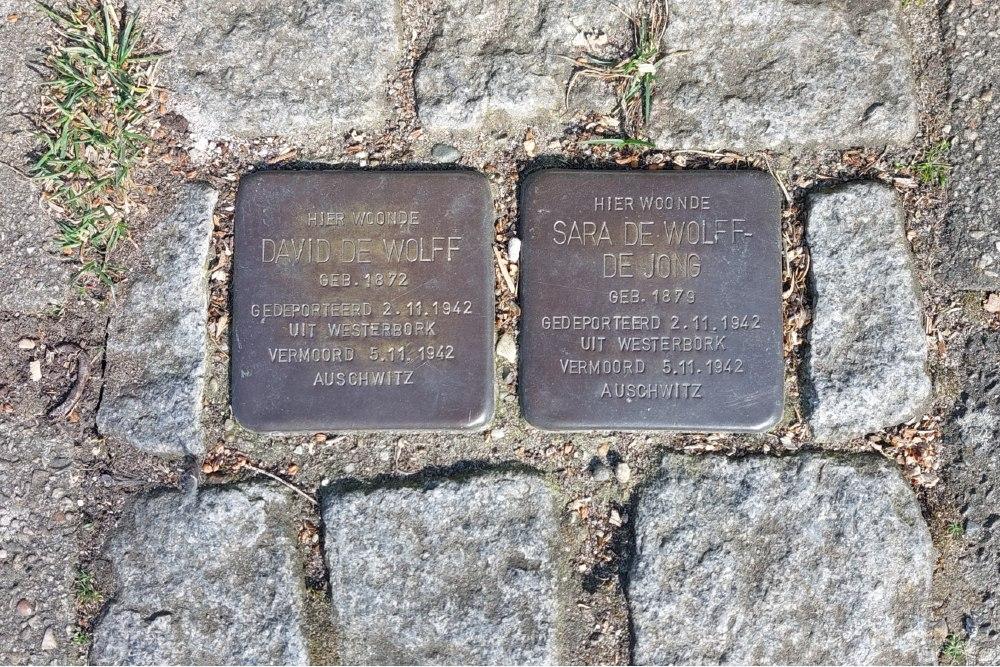 HIER WOONDE
DAVID DE WOLFF
GEB. 1872
GEDEPORTEERD 2.11.1942
UIT WESTERBORK
VERMOORD 5.11.1942
AUSCHWITZ
HIER WOONDE
SARA DE WOLFF-
DE JONG
GEB. 1879
GEDEPORTEERD 2.11.1942
UIT WESTERBORK
VERMOORD 5.11.1942
AUSCHWITZ